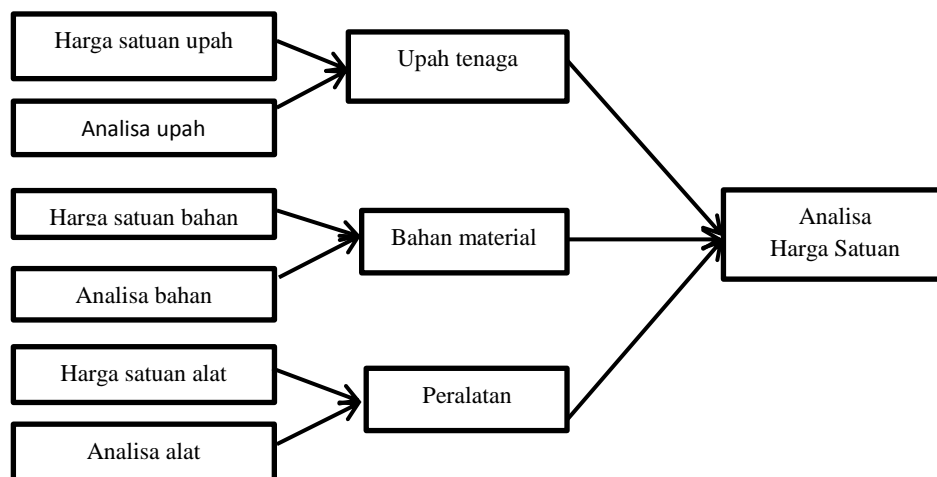 Harga satuan upah
Analisa upah
Upah tenaga
Harga satuan bahan
Analisa bahan
Bahan material
Harga satuan alat
Analisa alat
Peralatan
Analisa
Harga Satuan